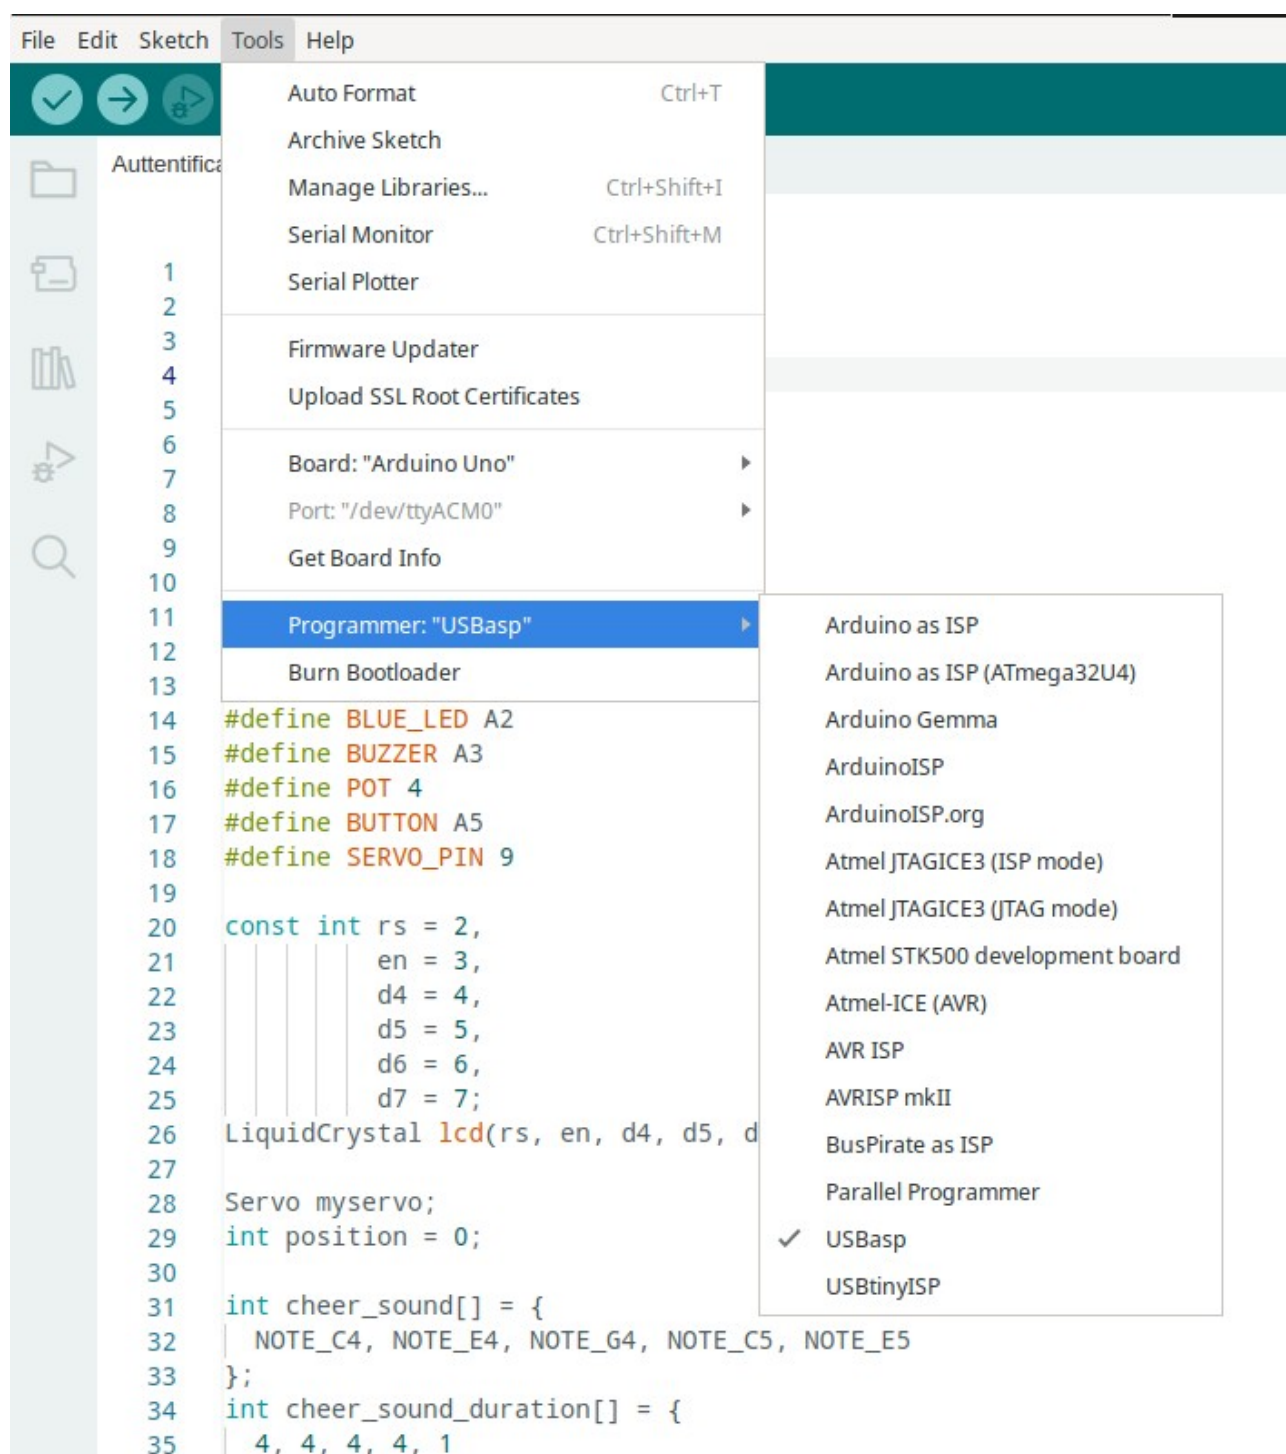 File Edit Sketch Tools Help
Auto Format Ctrl+T
Archive Sketch
Auttentifica
Manage Libraries... Ctrl+Shift+I
Serial Monitor Ctrl+Shift+M
Serial Plotter
Firmware Updater
Upload SSL Root Certificates
Board: "Arduino Uno"
Port: "/dev/ttyACM0"
Get Board Info
Programmer: "USBasp"
Burn Bootloader
Arduino as ISP
Arduino as ISP (ATmega32U4)
Arduino Gemma
ArduinoISP
ArduinoISP.org
Atmel JTAGICE3 (ISP mode)
Atmel JTAGICE3 (JTAG mode)
Atmel STK500 development board
Atmel-ICE (AVR)
AVR ISP
AVRISP mkII
BusPirate as ISP
Parallel Programmer
USBasp
USBtinyISP
1
2
3
4
5
6
7
8
9
10
11
12
13
14 #define BLUE_LED A2
15 #define BUZZER A3
16 #define POT 4
17 #define BUTTON A5
18 #define SERVO_PIN 9
19
20 const int rs = 2,
21 en = 3,
22 d4 = 4,
23 d5 = 5,
24 d6 = 6,
25 d7 = 7;
26 LiquidCrystal lcd(rs, en, d4, d5, d
27
28 Servo myservo;
29 int position = 0;
30
31 int cheer_sound[] = {
32 NOTE_C4, NOTE_E4, NOTE_G4, NOTE_C5, NOTE_E5
33 };
34 int cheer_sound_duration[] = {
35 4, 4, 4, 4, 1